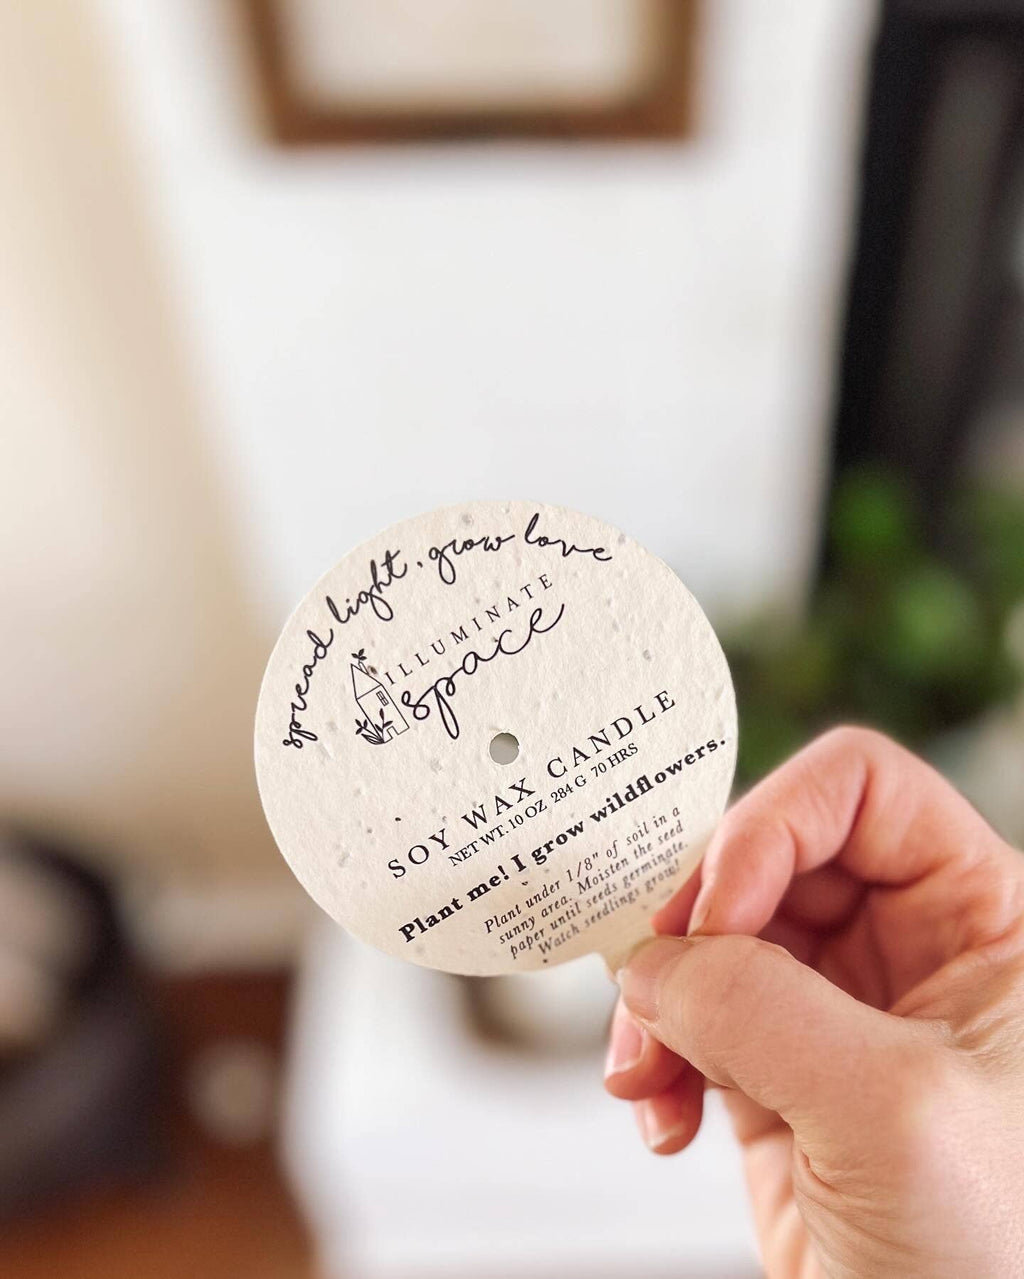 spread light, grow love
ILLUMINATE
space
SOY WAX CANDLE
NET WT. 10 OZ 284 G 70 HRS
Plant me! I grow wildflowers.
Plant under 1/8" of soil in a
sunny area. Moisten the seed
paper until seeds germinate.
Watch seedlings grow!